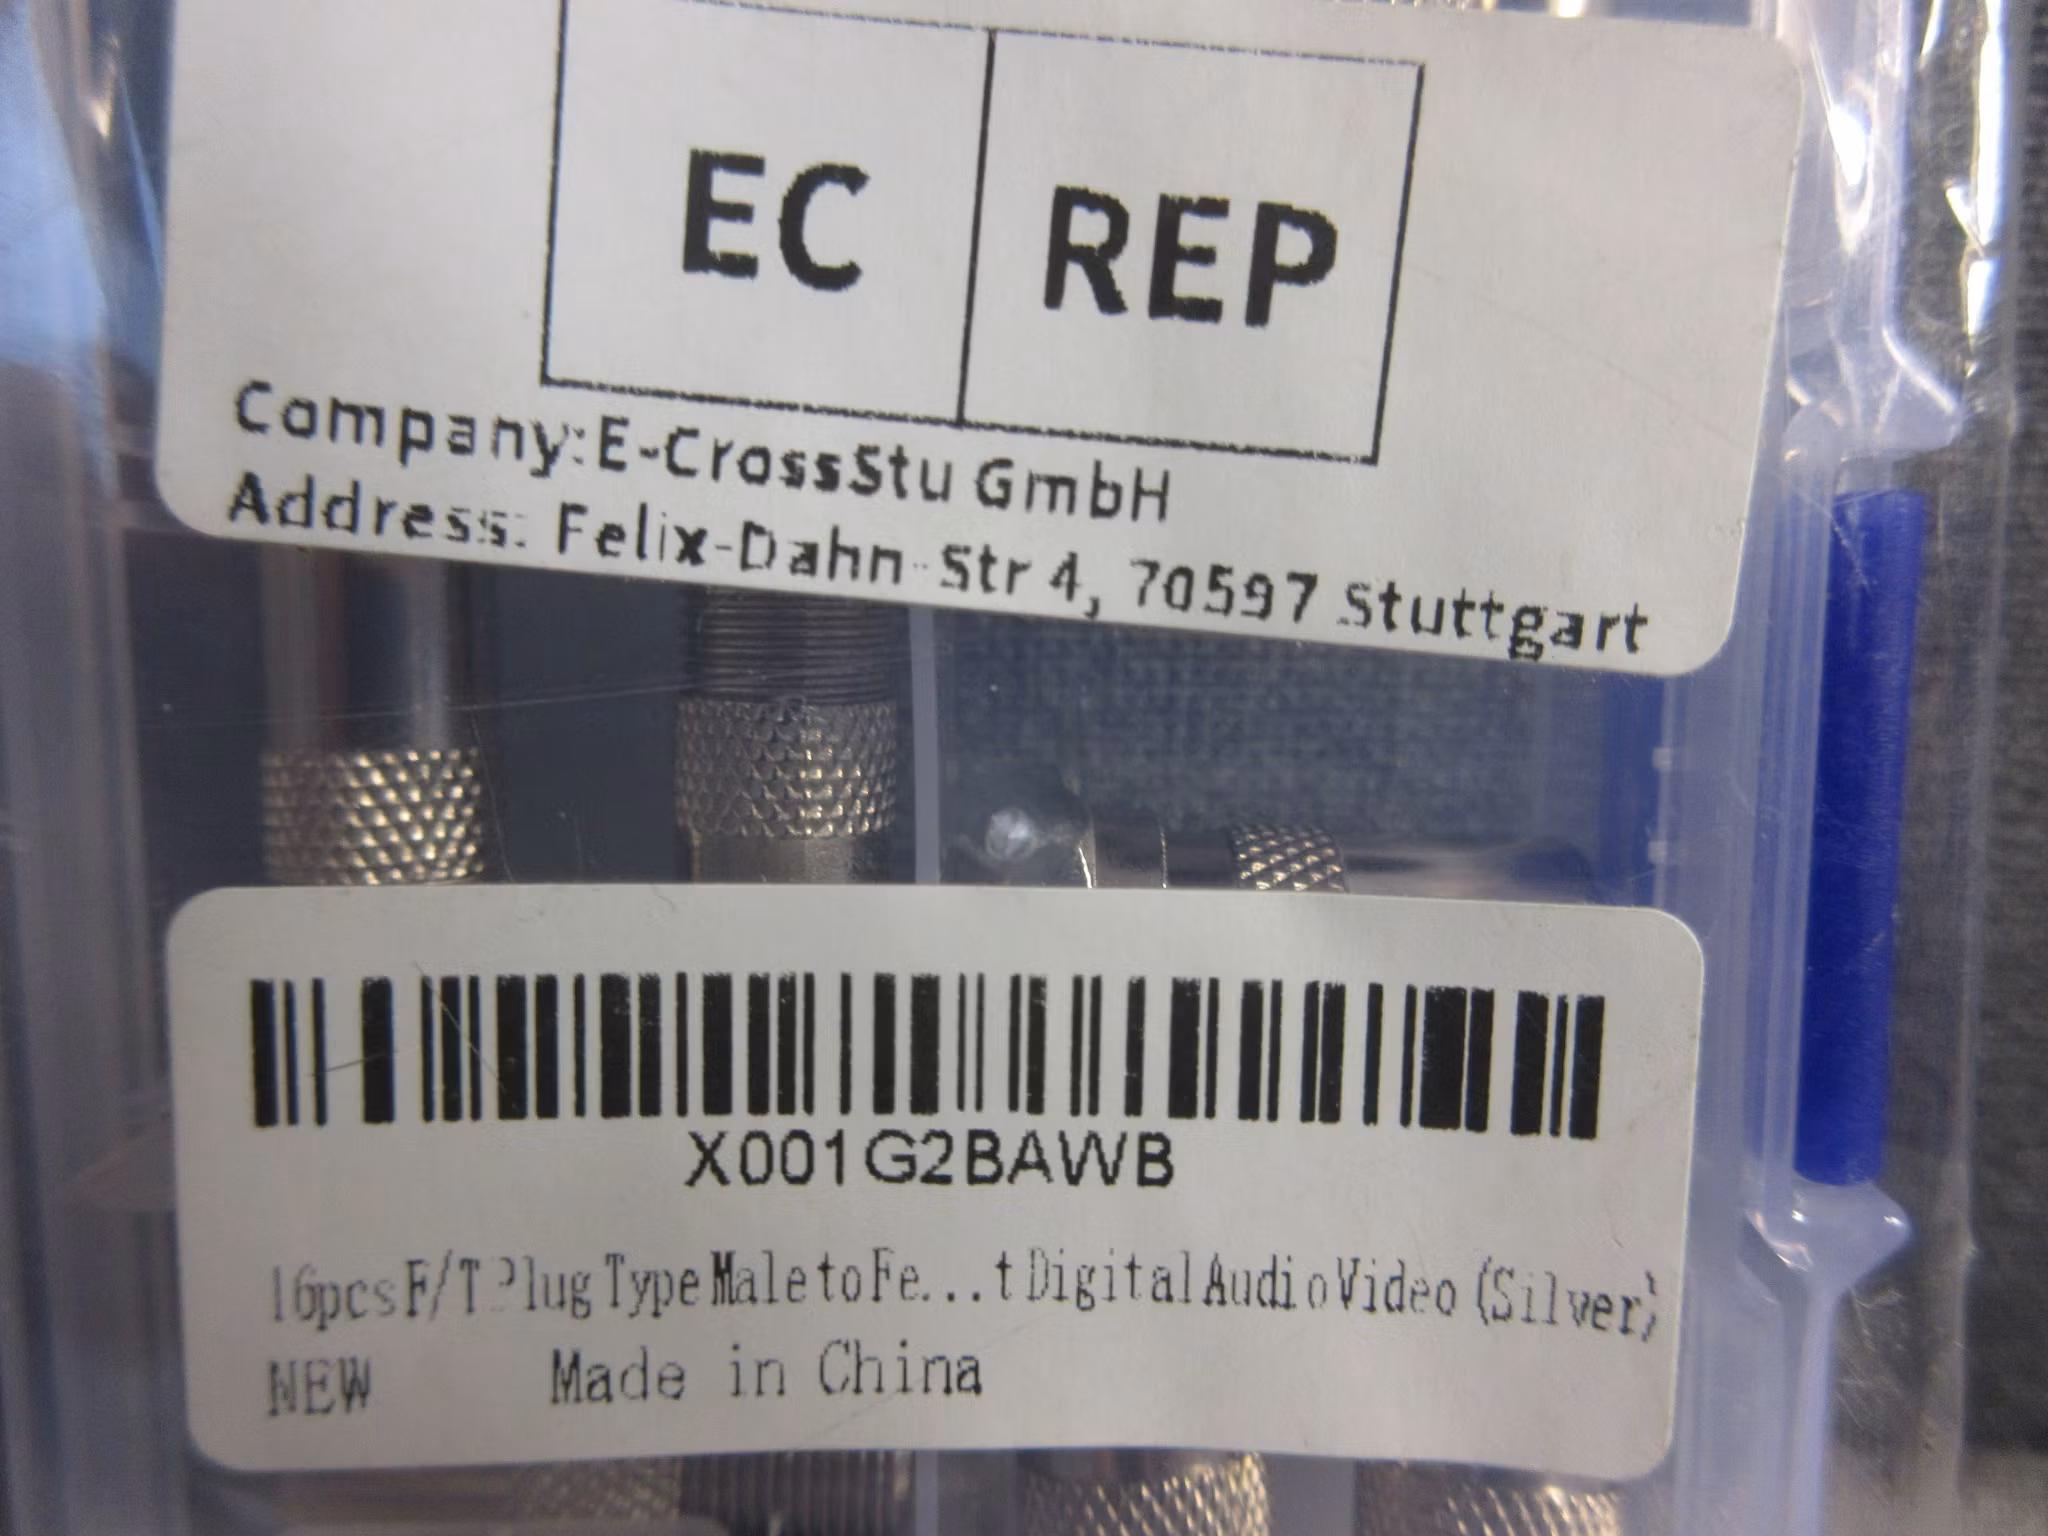 EC REP
Company:E-CrossStu GmbH
Address: Felix-Dahn-Str 4, 70597 Stuttgart
X001G2BAWB
16pcs F/T Plug Type Male to Fe...t Digital Audio Video (Silver)
NEW Made in China